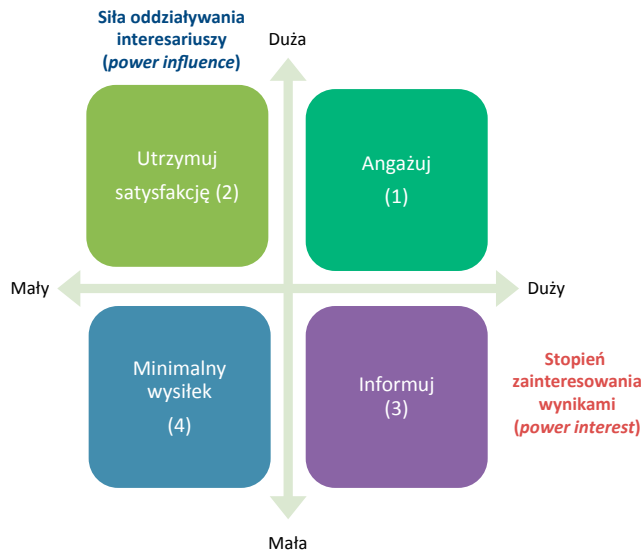 Siła oddziaływania
interesariuszy
(power influence)
Duża
Utrzymuj
satysfakcję (2)
Angażuj
(1)
Mały
Duży
Minimalny
wysiłek
(4)
Informuj
(3)
Stopień
zainteresowania
wynikami
(power interest)
Mała